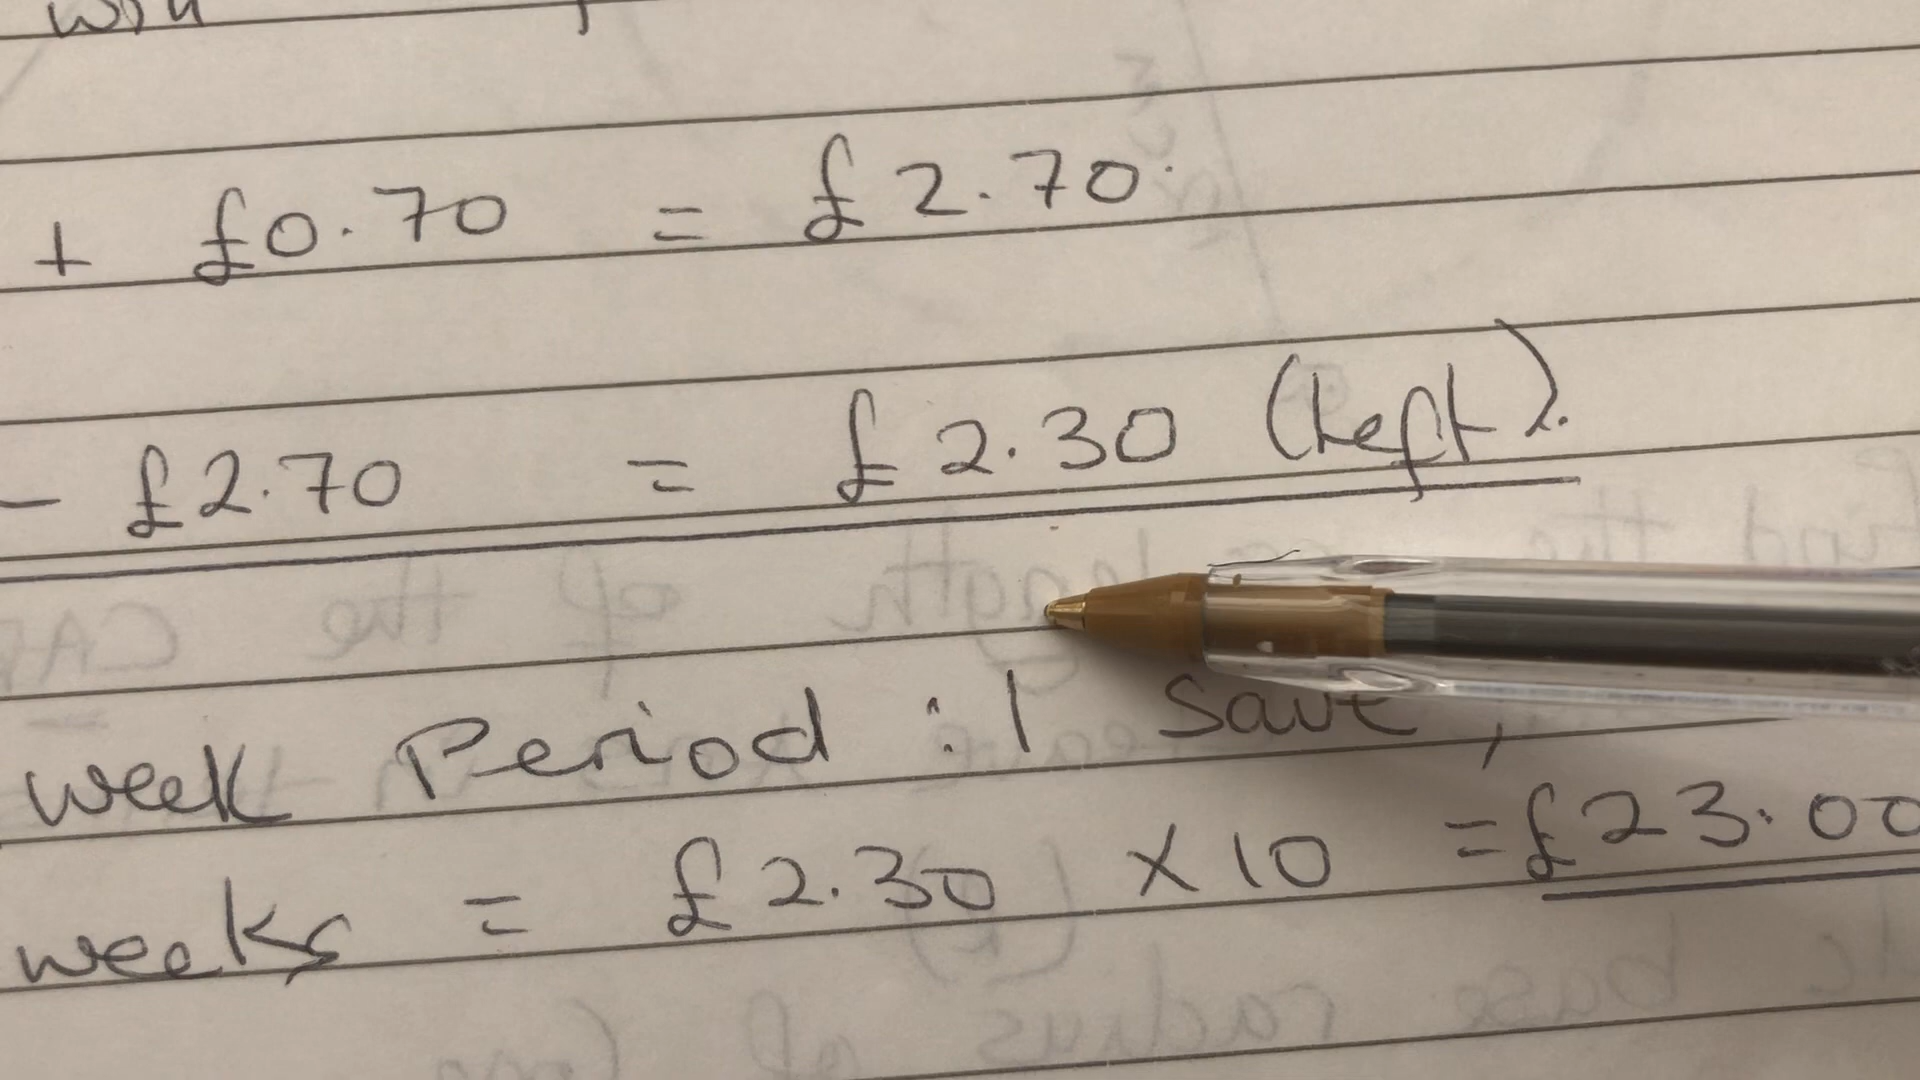 + £0.70 = £2.70.
- £2.70 = £2.30 (Left).
week Period : I save,
weeks = £2.30 × 10 = £23.00